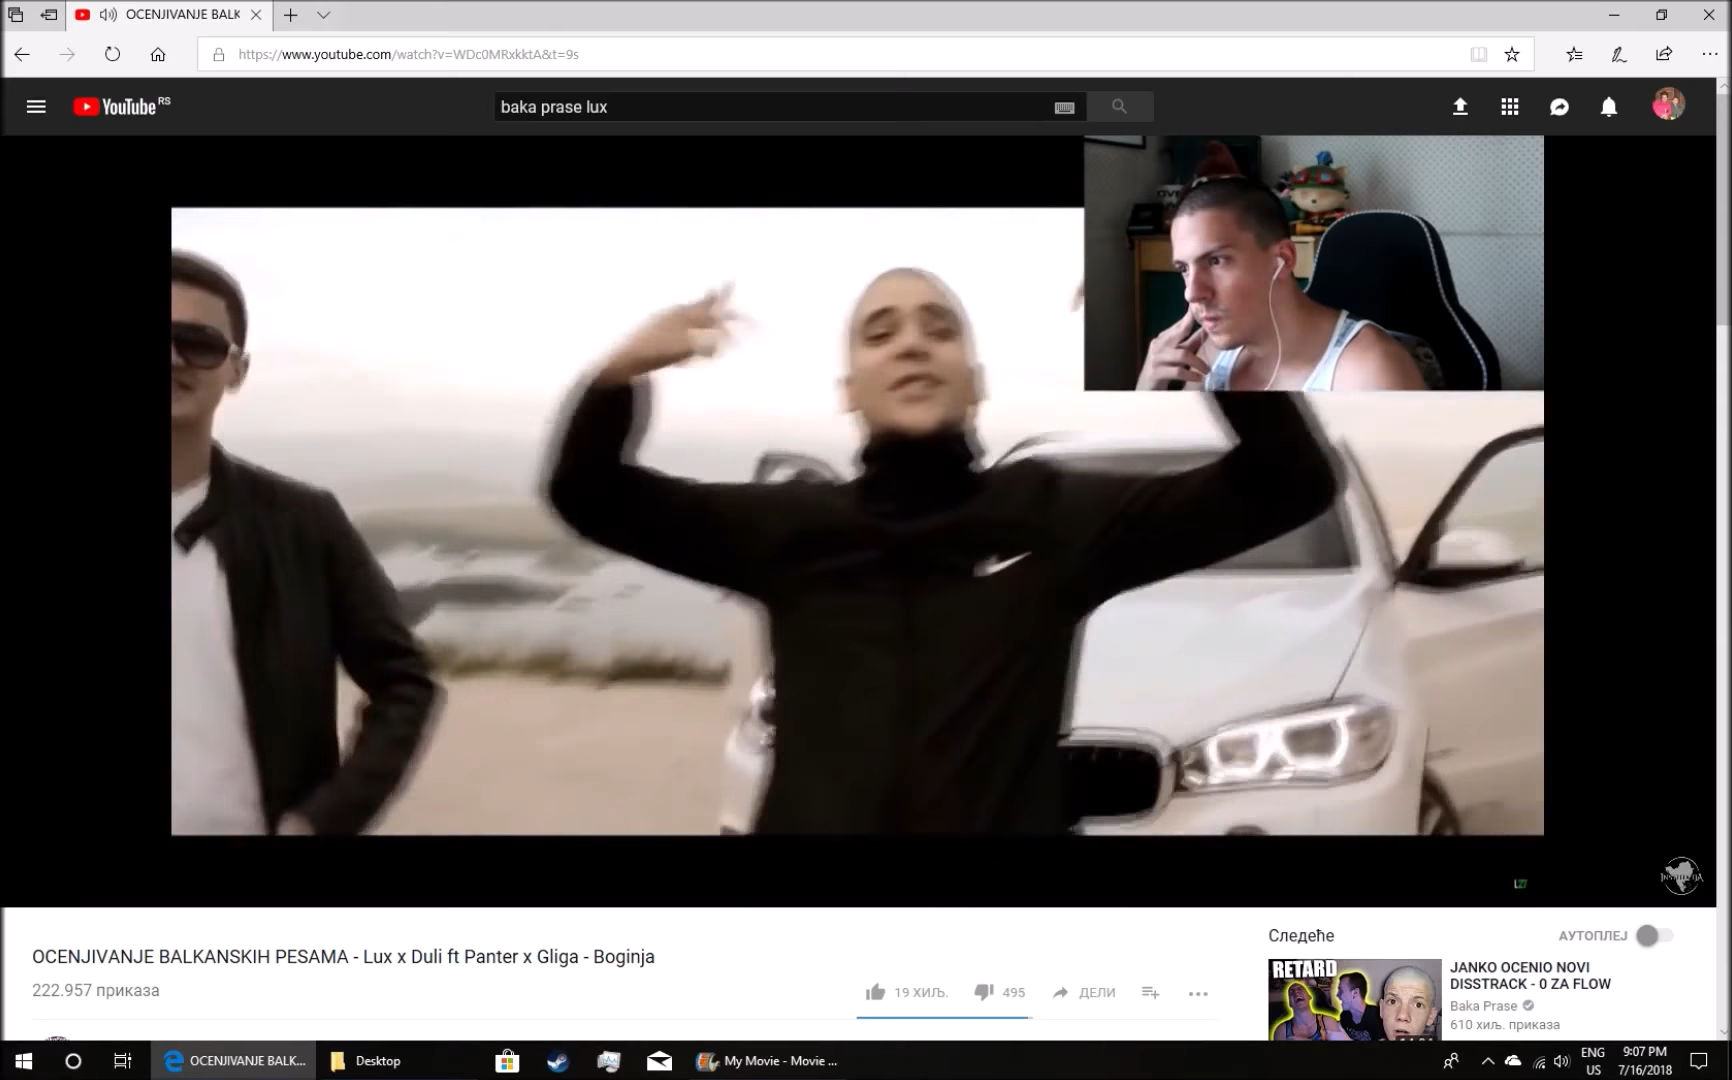 OCENJIVANJE BALK
https://www.youtube.com/watch?v=WDc0MRxkktA&t=9s
YouTube RS
baka prase lux
LZ7
OCENJIVANJE BALKANSKIH PESAMA - Lux x Duli ft Panter x Gliga - Boginja
222.957 приказа
19 ХИЉ.
495
ДЕЛИ
Следеће
АУТОПЛЕЈ
RETARD
JANKO OCENIO NOVI
DISSTRACK - 0 ZA FLOW
Baka Prase
610 хиљ. приказа
OCENJIVANJE BALK...
Desktop
My Movie - Movie ...
ENG
US
9:07 PM
7/16/2018